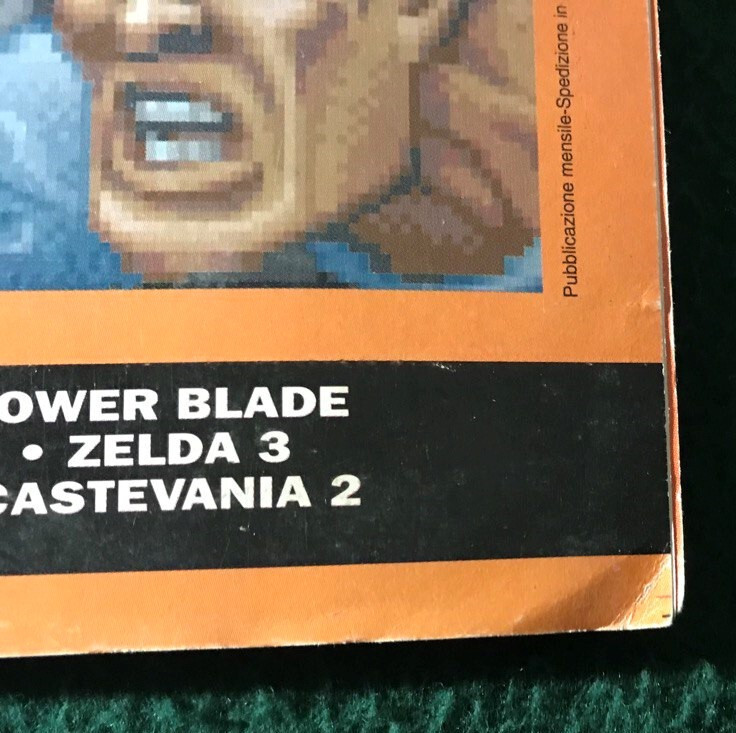 Pubblicazione mensile-Spedizione in
OWER BLADE
• ZELDA 3
CASTEVANIA 2